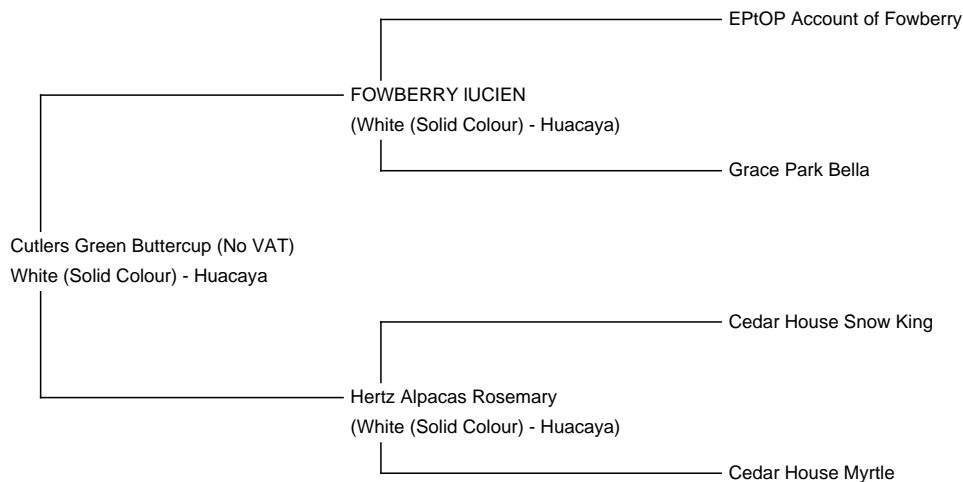 EPtOP Account of Fowberry
FOWBERRY lUCIEN
(White (Solid Colour) - Huacaya)
Grace Park Bella
Cutlers Green Buttercup (No VAT)
White (Solid Colour) - Huacaya
Cedar House Snow King
Hertz Alpacas Rosemary
(White (Solid Colour) - Huacaya)
Cedar House Myrtle